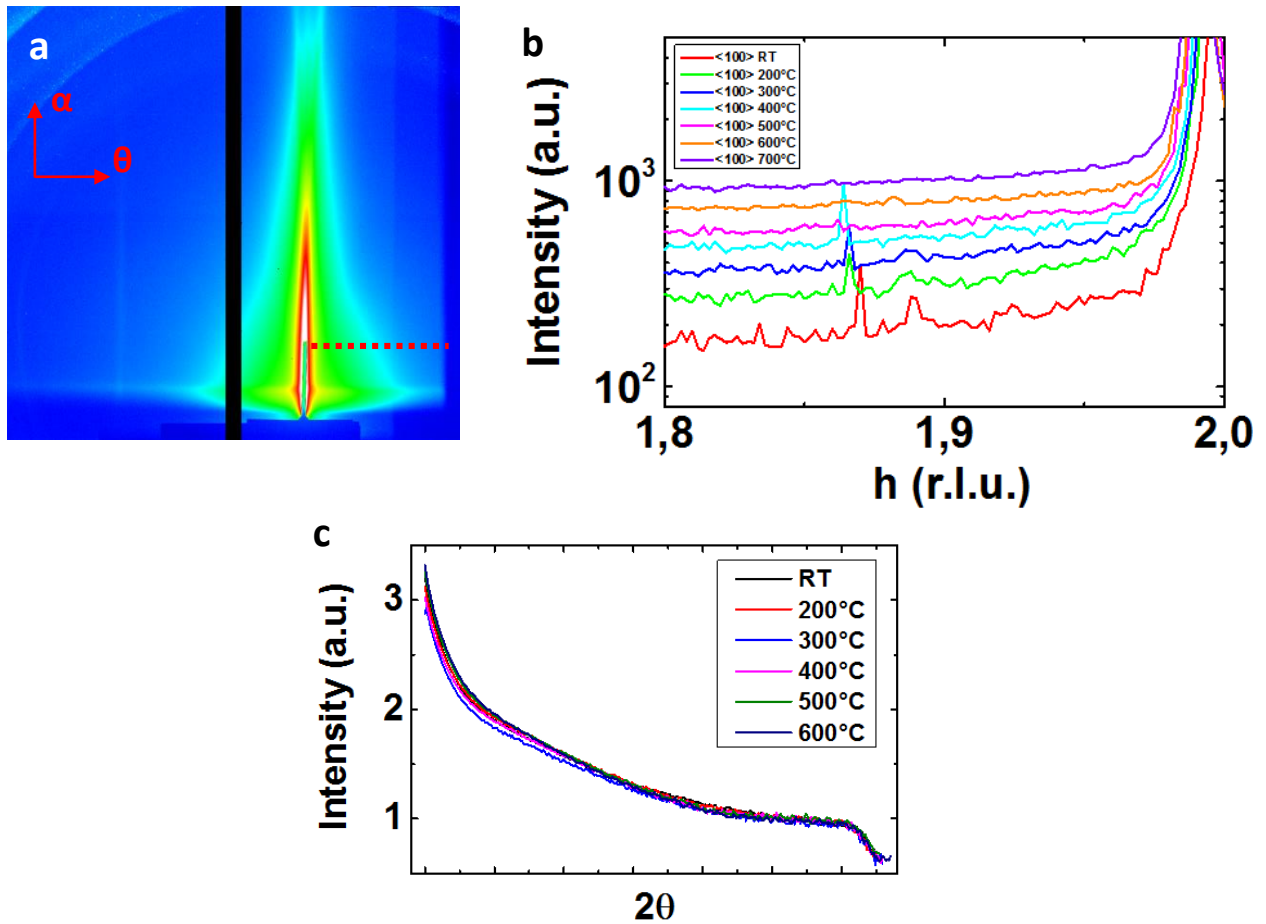 a
α
θ
b
<100> RT
<100> 200°C
<100> 300°C
<100> 400°C
<100> 500°C
<100> 600°C
<100> 700°C
Intensity (a.u.)
10³
10²
1,8
1,9
2,0
h (r.l.u.)
c
RT
200°C
300°C
400°C
500°C
600°C
Intensity (a.u.)
3
2
1
2θ